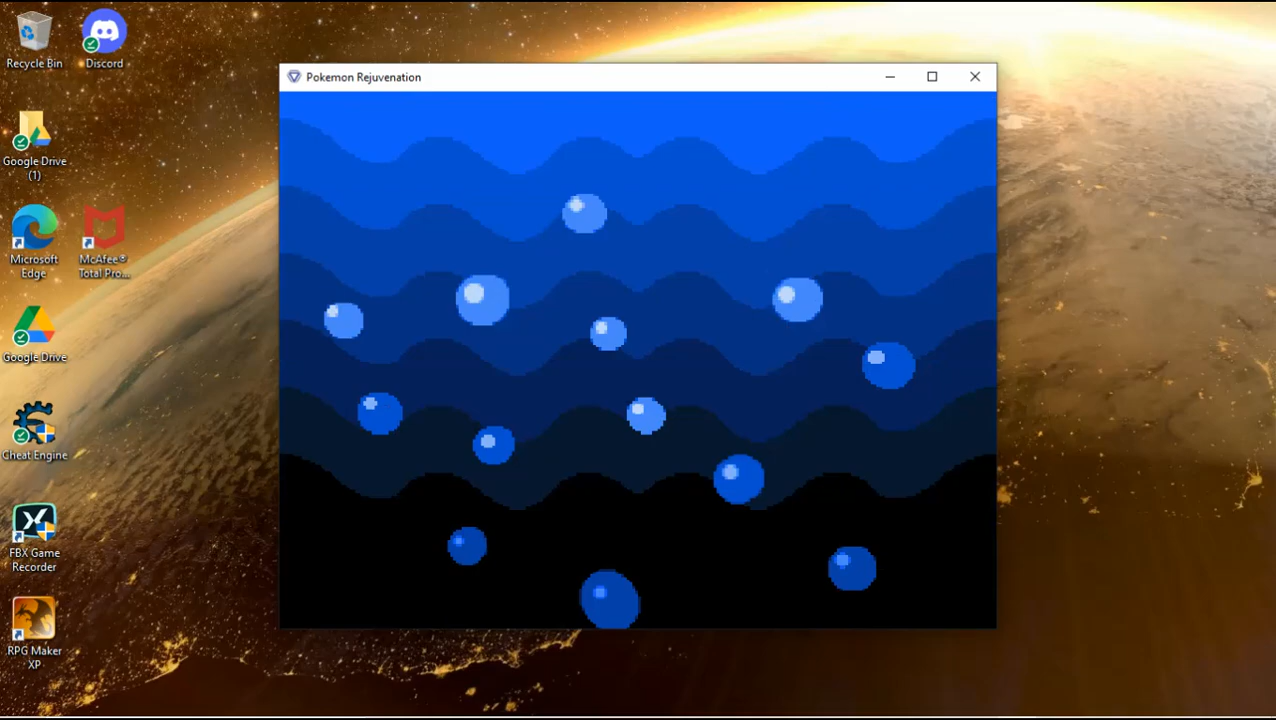 Recycle Bin
Discord
Google Drive
(1)
Microsoft
Edge
McAfee®
Total Pro...
Google Drive
Cheat Engine
FBX Game
Recorder
RPG Maker
XP
Pokemon Rejuvenation